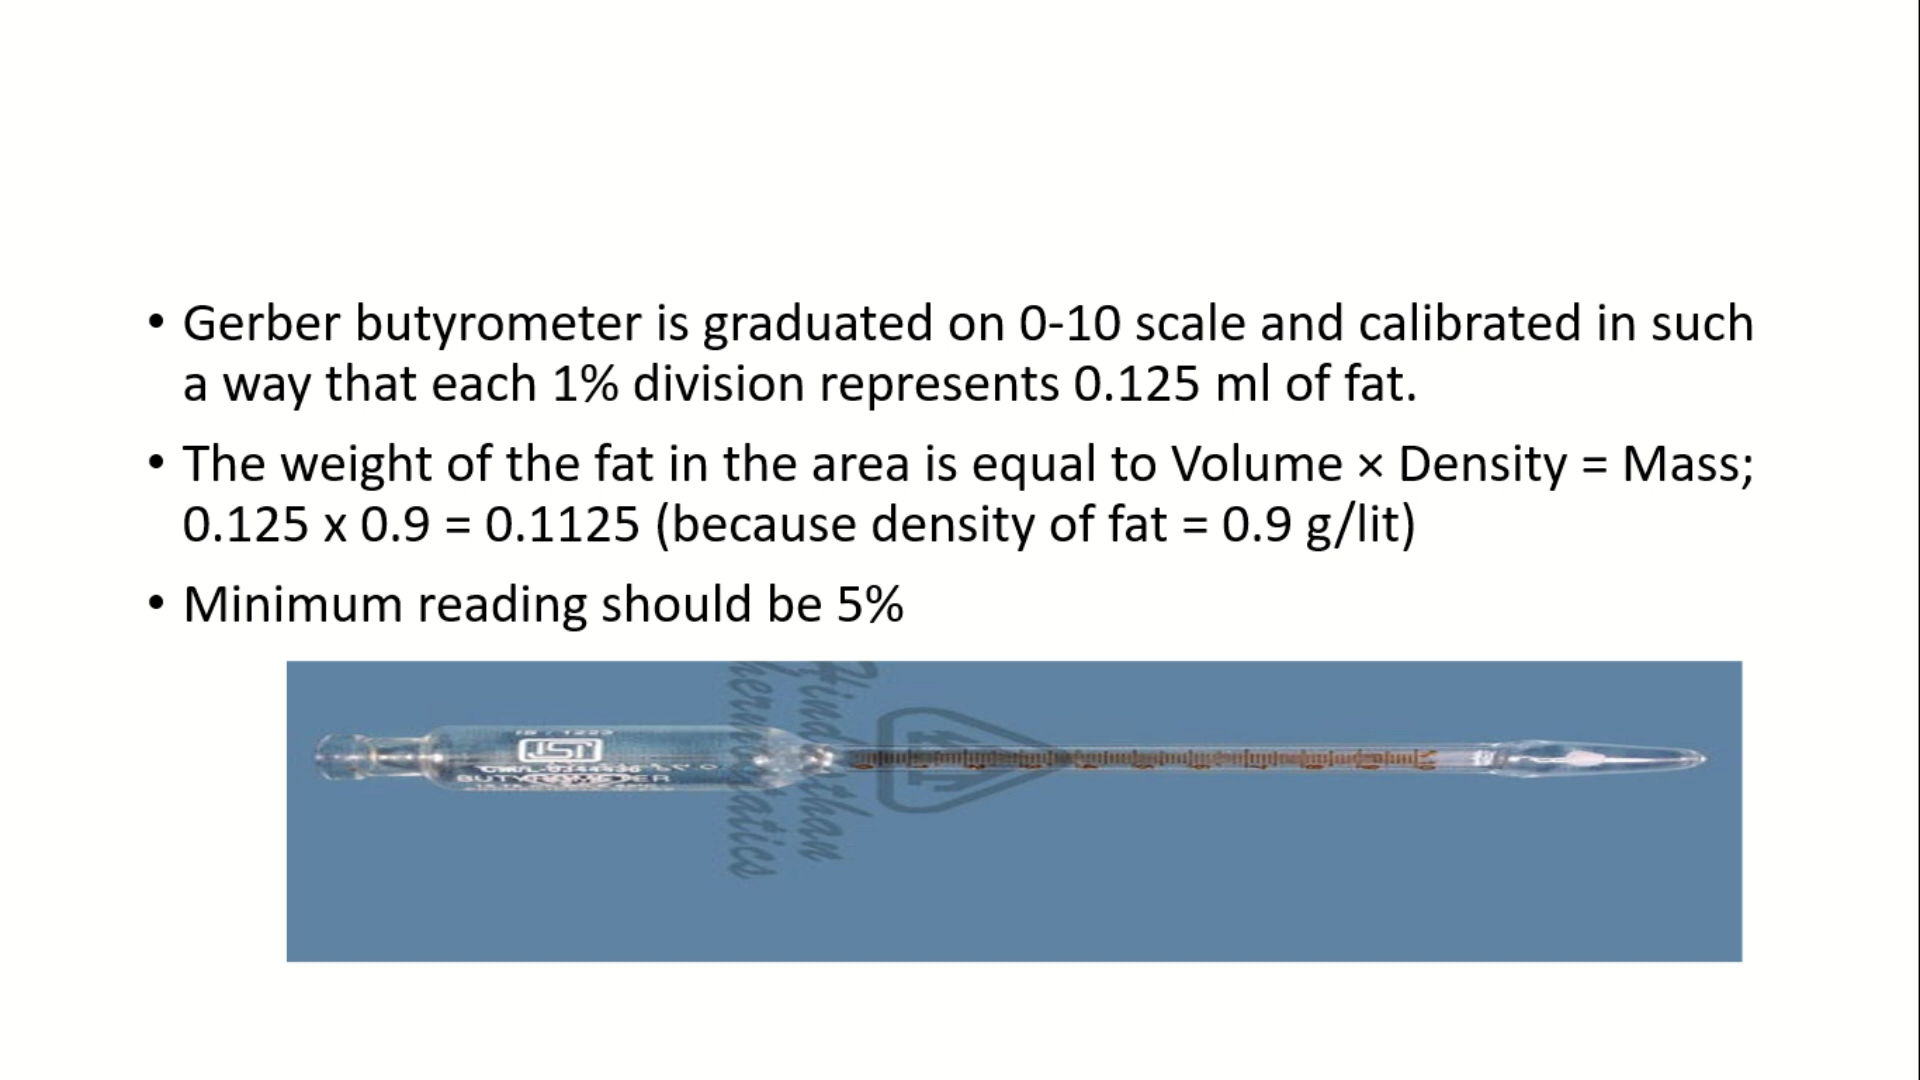 • Gerber butyrometer is graduated on 0-10 scale and calibrated in such
a way that each 1% division represents 0.125 ml of fat.
• The weight of the fat in the area is equal to Volume × Density = Mass;
0.125 x 0.9 = 0.1125 (because density of fat = 0.9 g/lit)
• Minimum reading should be 5%
ISI